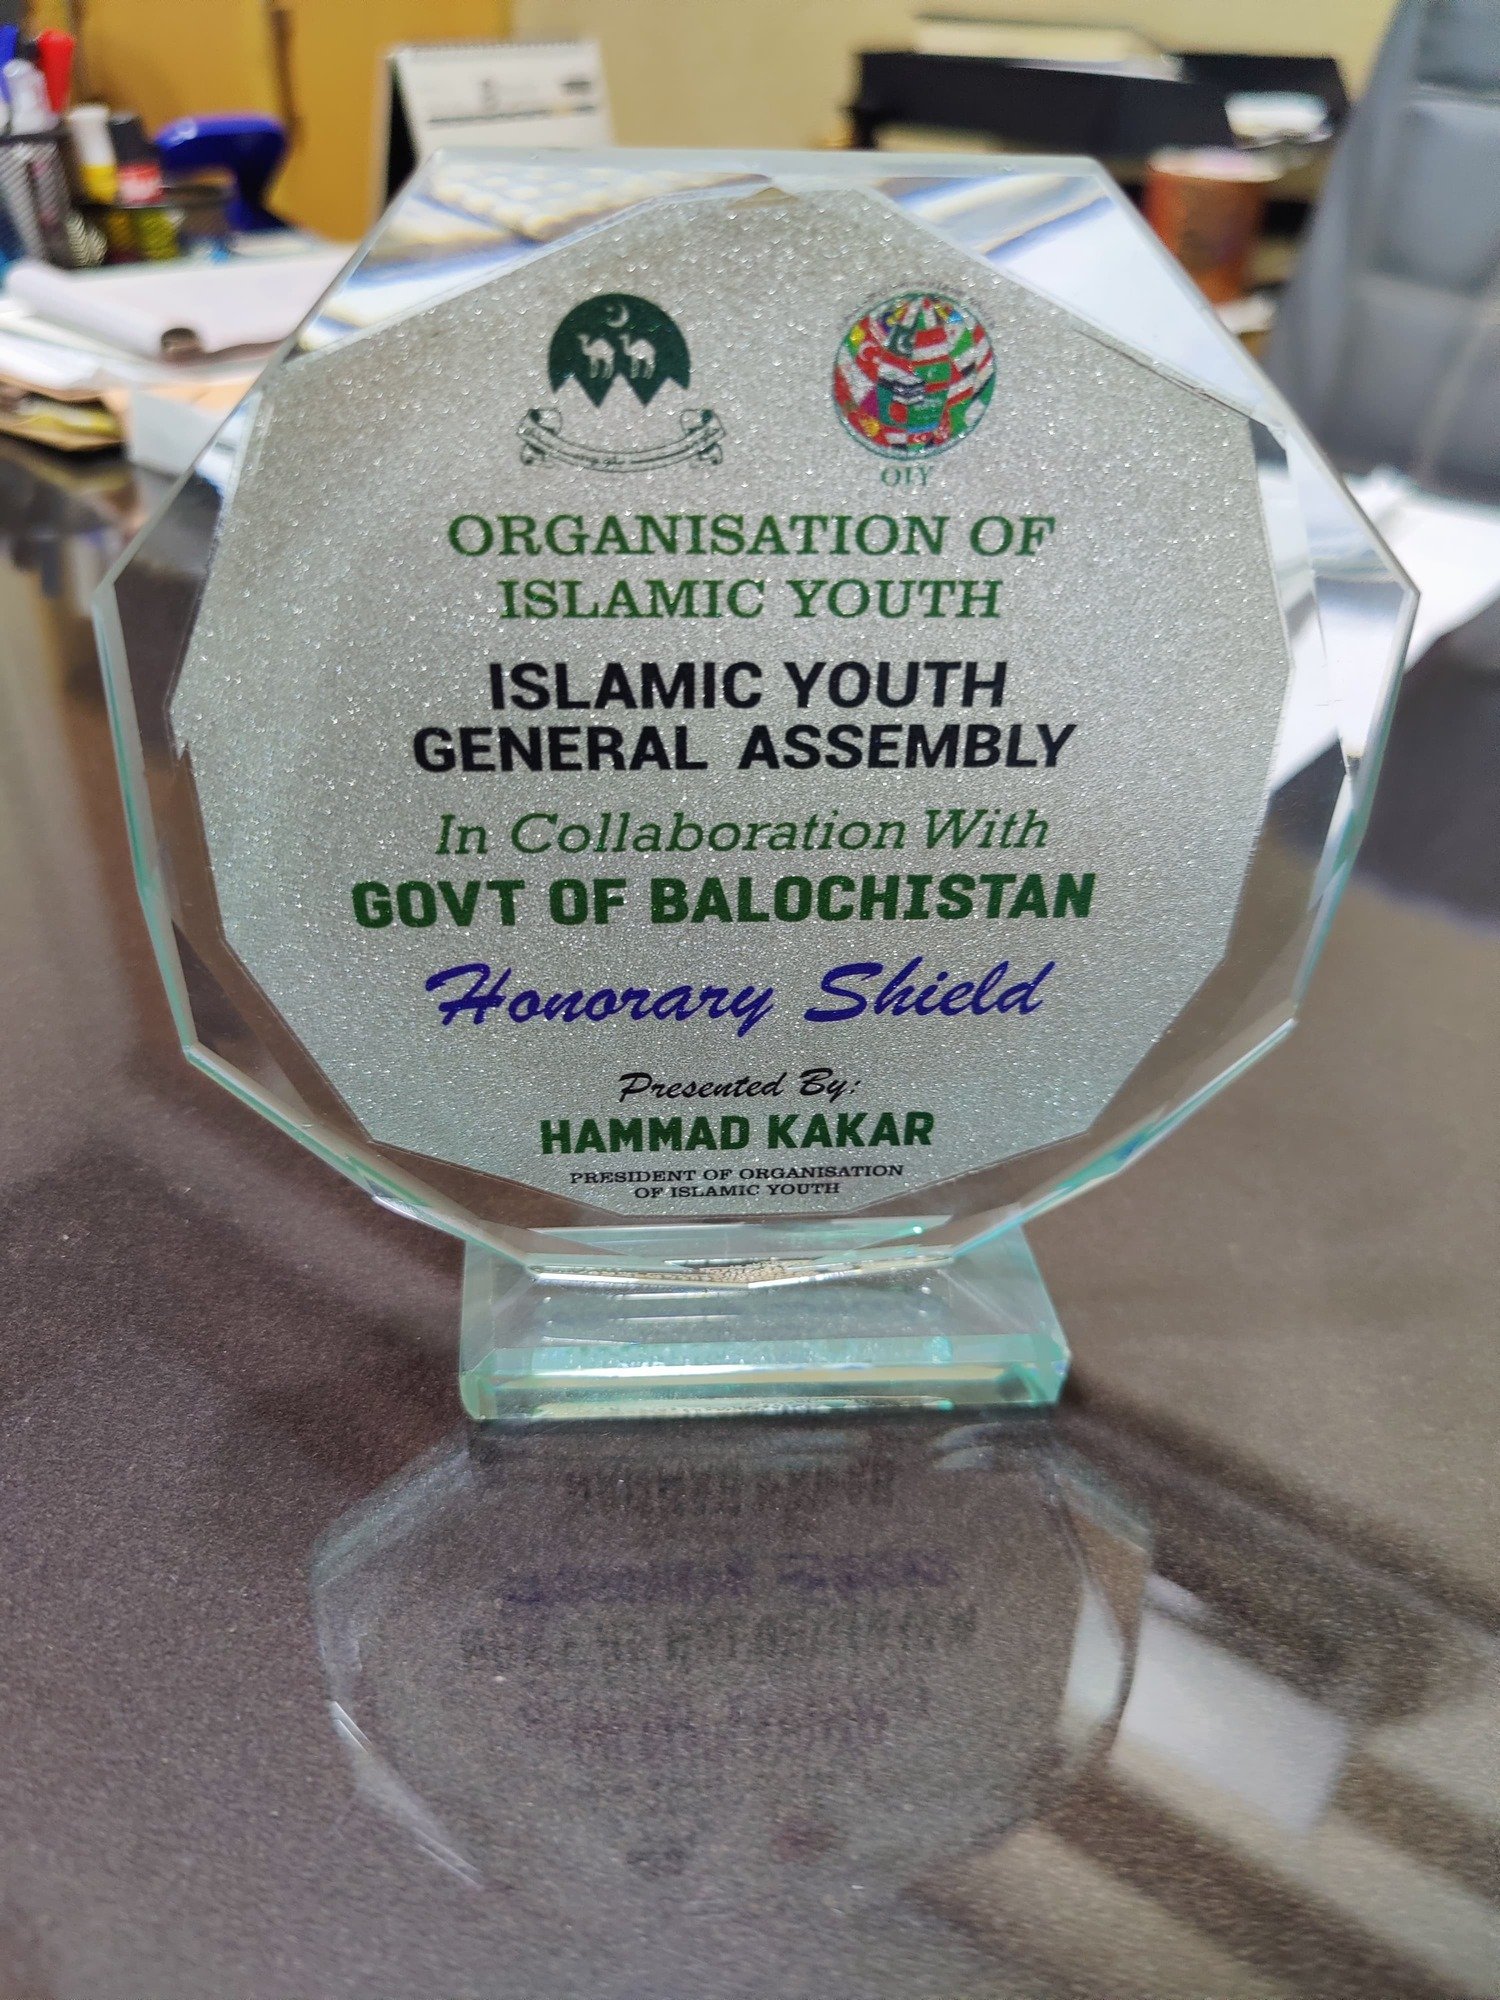 OIY
ORGANISATION OF
ISLAMIC YOUTH
ISLAMIC YOUTH
GENERAL ASSEMBLY
In Collaboration With
GOVT OF BALOCHISTAN
Honorary Shield
Presented By:
HAMMAD KAKAR
PRESIDENT OF ORGANISATION
OF ISLAMIC YOUTH